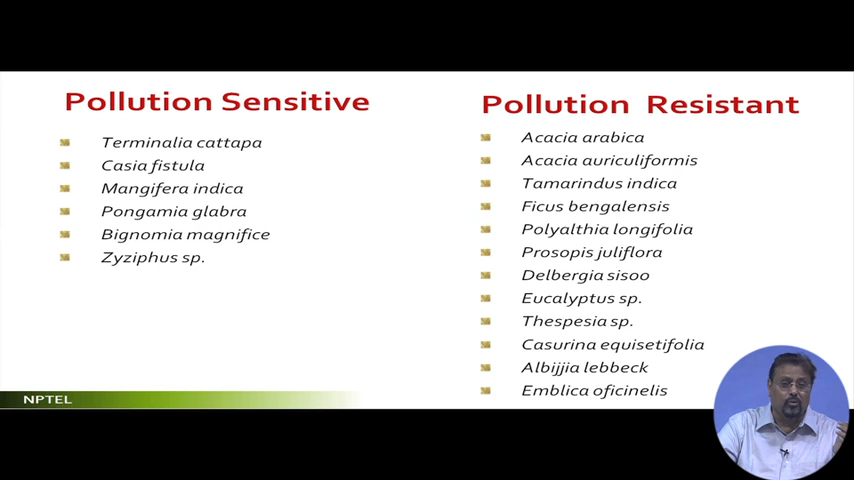 Pollution Sensitive
Terminalia cattapa
Casia fistula
Mangifera indica
Pongamia glabra
Bignomia magnifice
Zyziphus sp.
Pollution Resistant
Acacia arabica
Acacia auriculiformis
Tamarindus indica
Ficus bengalensis
Polyalthia longifolia
Prosopis juliflora
Delbergia sisoo
Eucalyptus sp.
Thespesia sp.
Casurina equisetifolia
Albijjia lebbeck
Emblica oficinelis
NPTEL